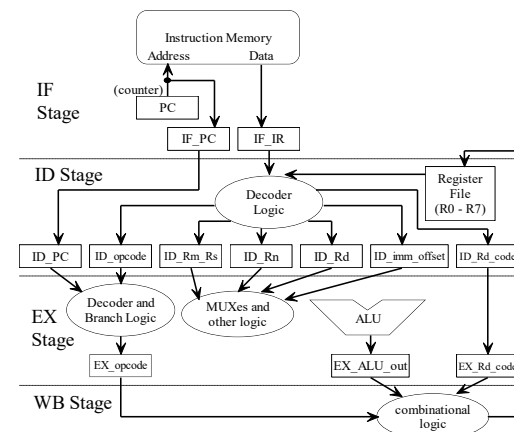 Instruction Memory
Address Data
IF
Stage
(counter)
PC
IF_PC
IF_IR
ID Stage
Decoder
Logic
Register
File
(R0 - R7)
ID_PC
ID_opcode
ID_Rm_Rs
ID_Rn
ID_Rd
ID_imm_offset
ID_Rd_code
EX
Stage
Decoder and
Branch Logic
MUXes and
other logic
ALU
EX_opcode
EX_ALU_out
EX_Rd_code
WB Stage
combinational
logic